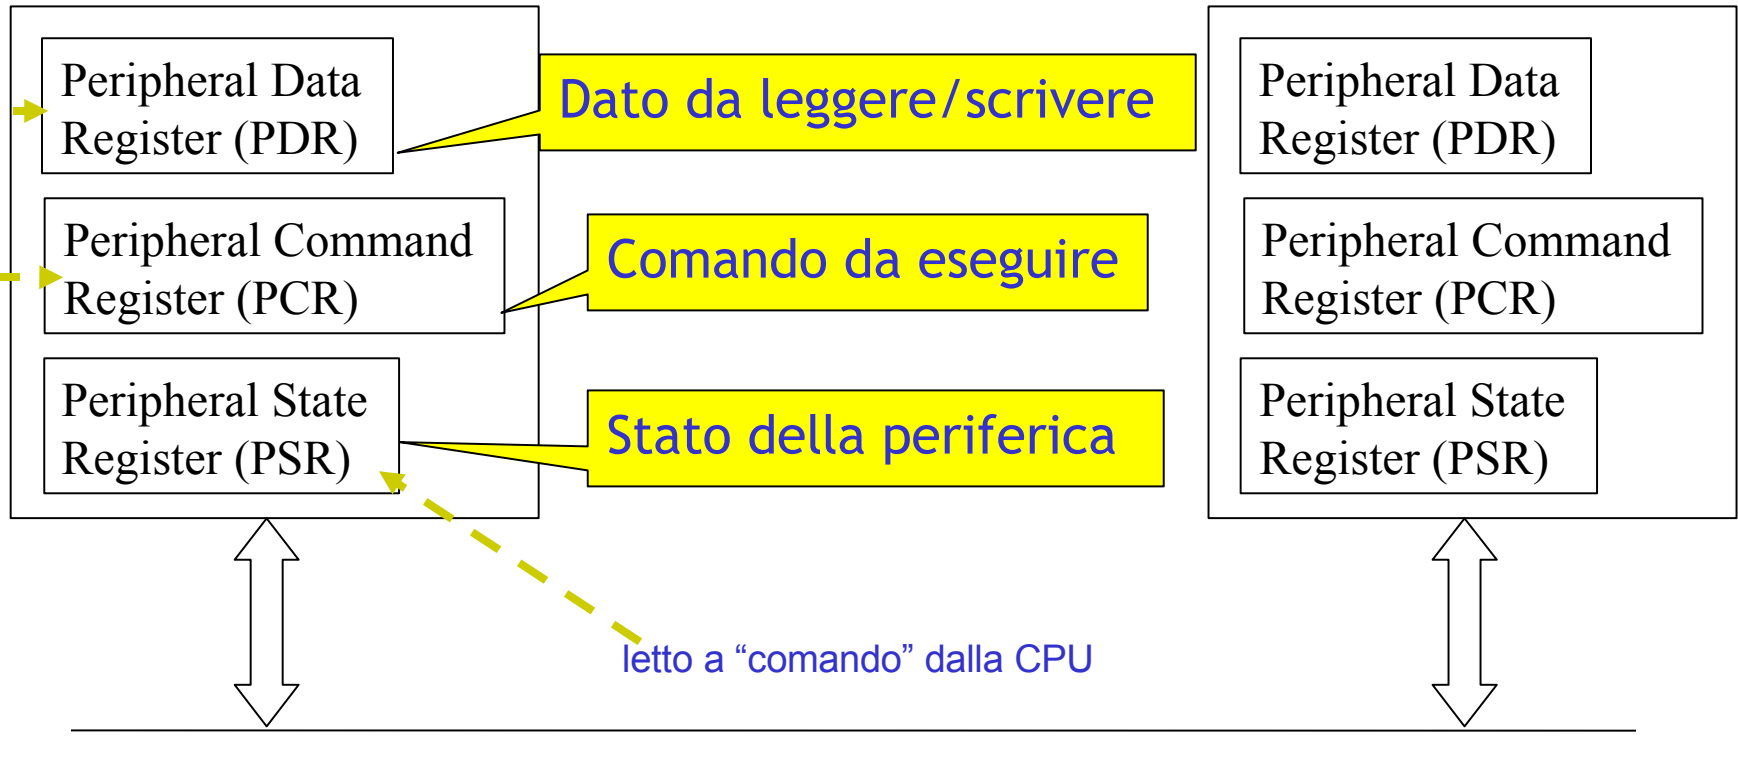 Peripheral Data
Register (PDR)
Dato da leggere/scrivere
Peripheral Command
Register (PCR)
Comando da eseguire
Peripheral State
Register (PSR)
Stato della periferica
letto a “comando” dalla CPU
Peripheral Data
Register (PDR)
Peripheral Command
Register (PCR)
Peripheral State
Register (PSR)